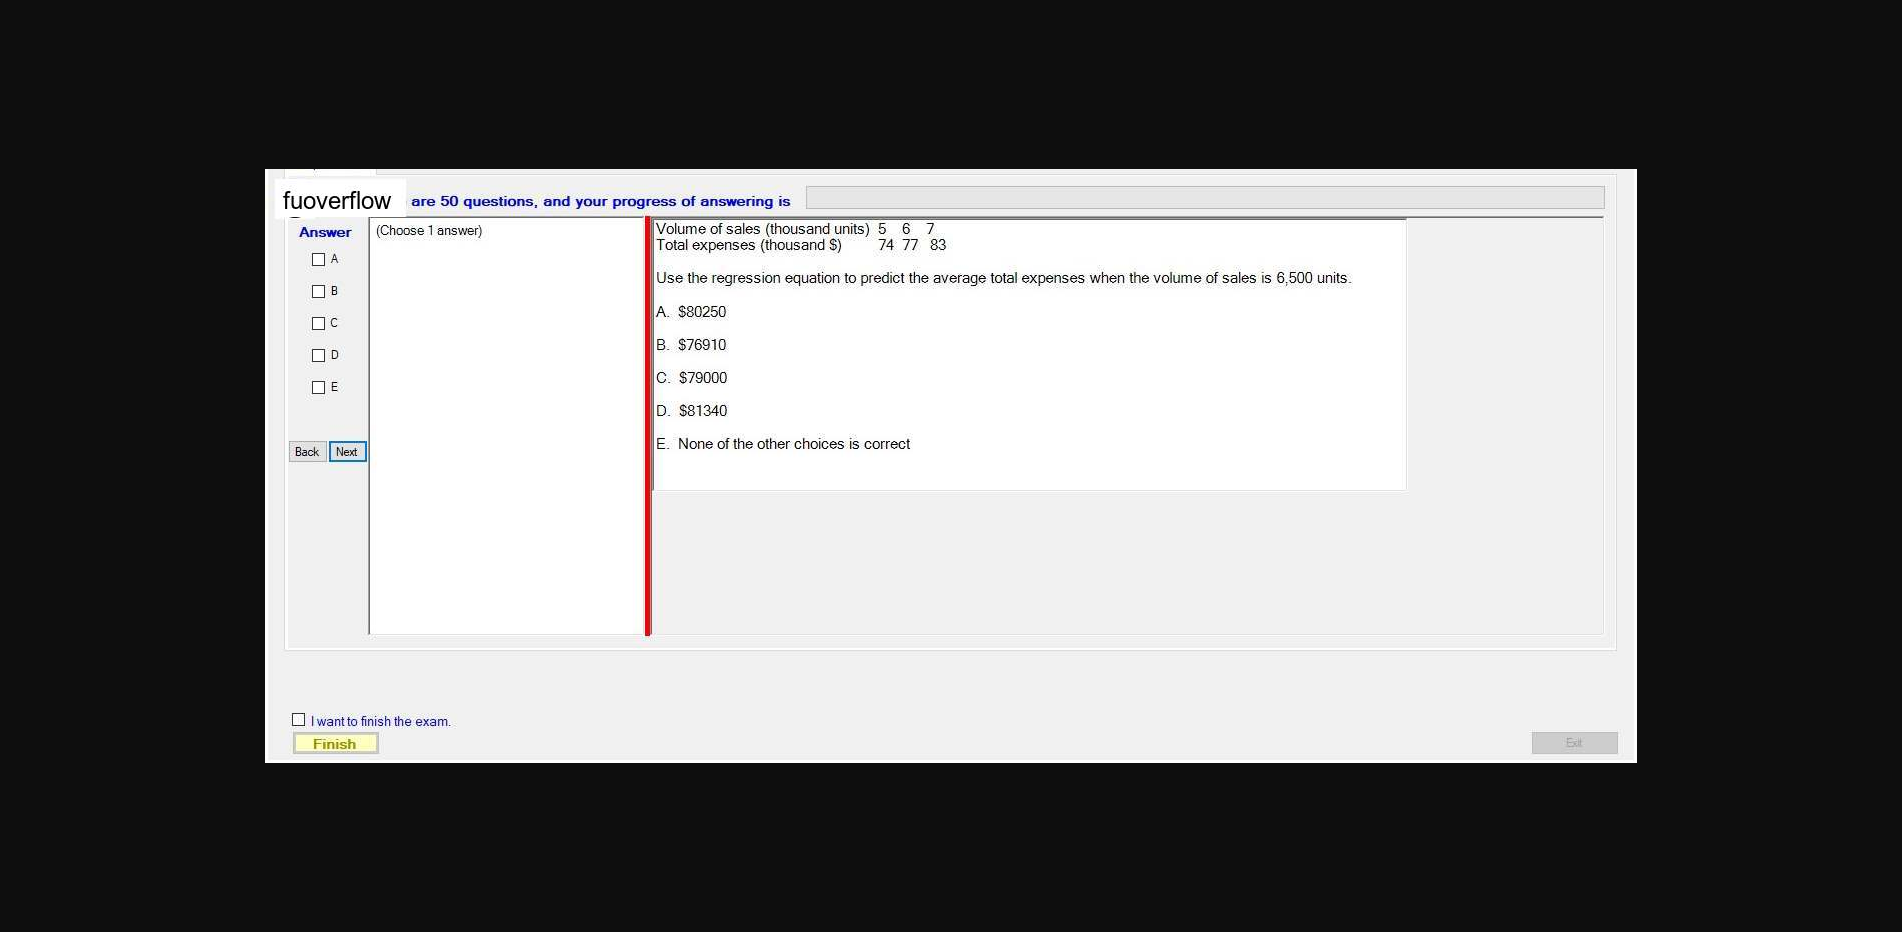 fuoverflow are 50 questions, and your progress of answering is
Answer
A
B
C
D
E
Back Next
(Choose 1 answer)
Volume of sales (thousand units) 5 6 7
Total expenses (thousand $) 74 77 83
Use the regression equation to predict the average total expenses when the volume of sales is 6,500 units.
A. $80250
B. $76910
C. $79000
D. $81340
E. None of the other choices is correct
I want to finish the exam.
Finish
Exit